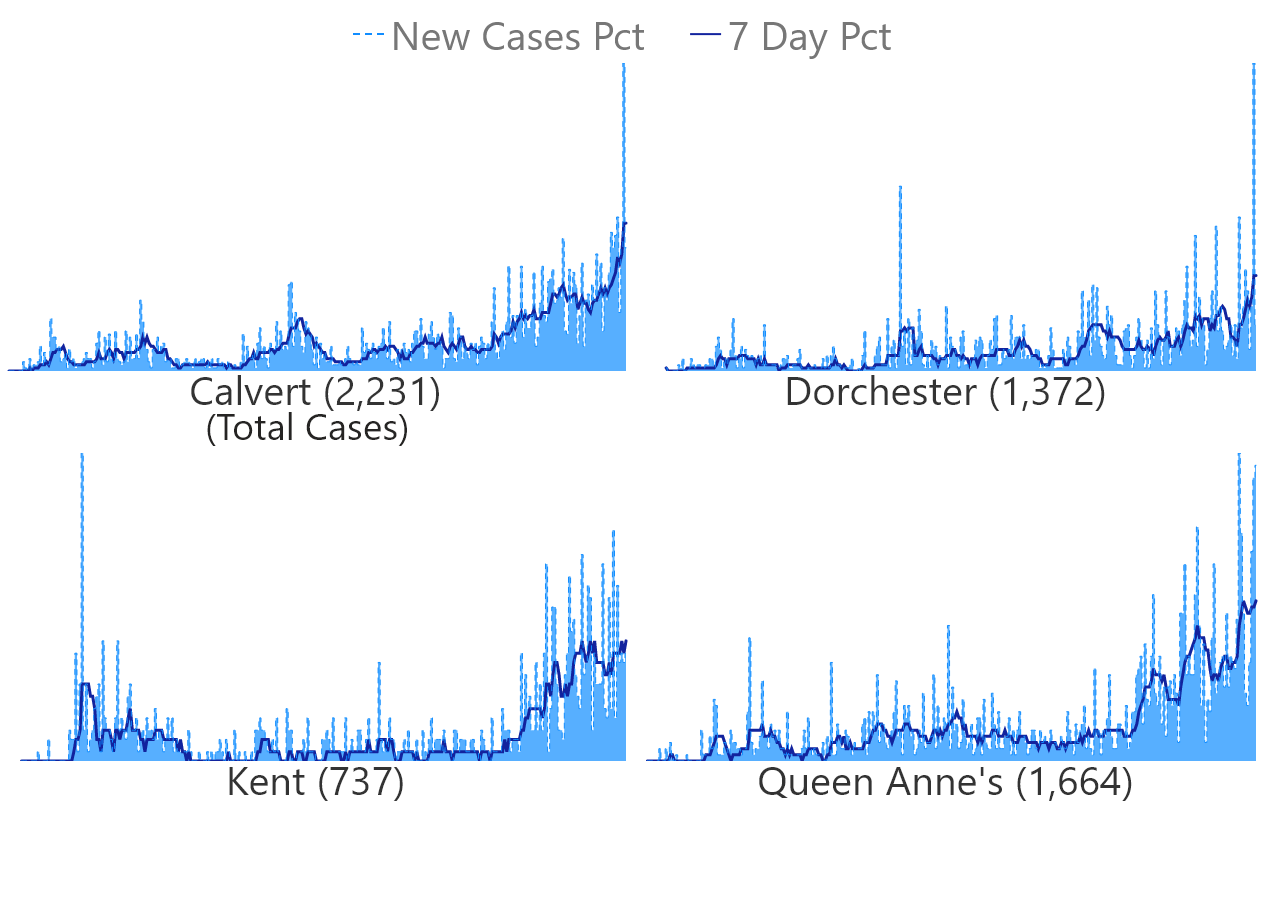 New Cases Pct 7 Day Pct
Calvert (2,231)
(Total Cases)
Dorchester (1,372)
Kent (737)
Queen Anne's (1,664)